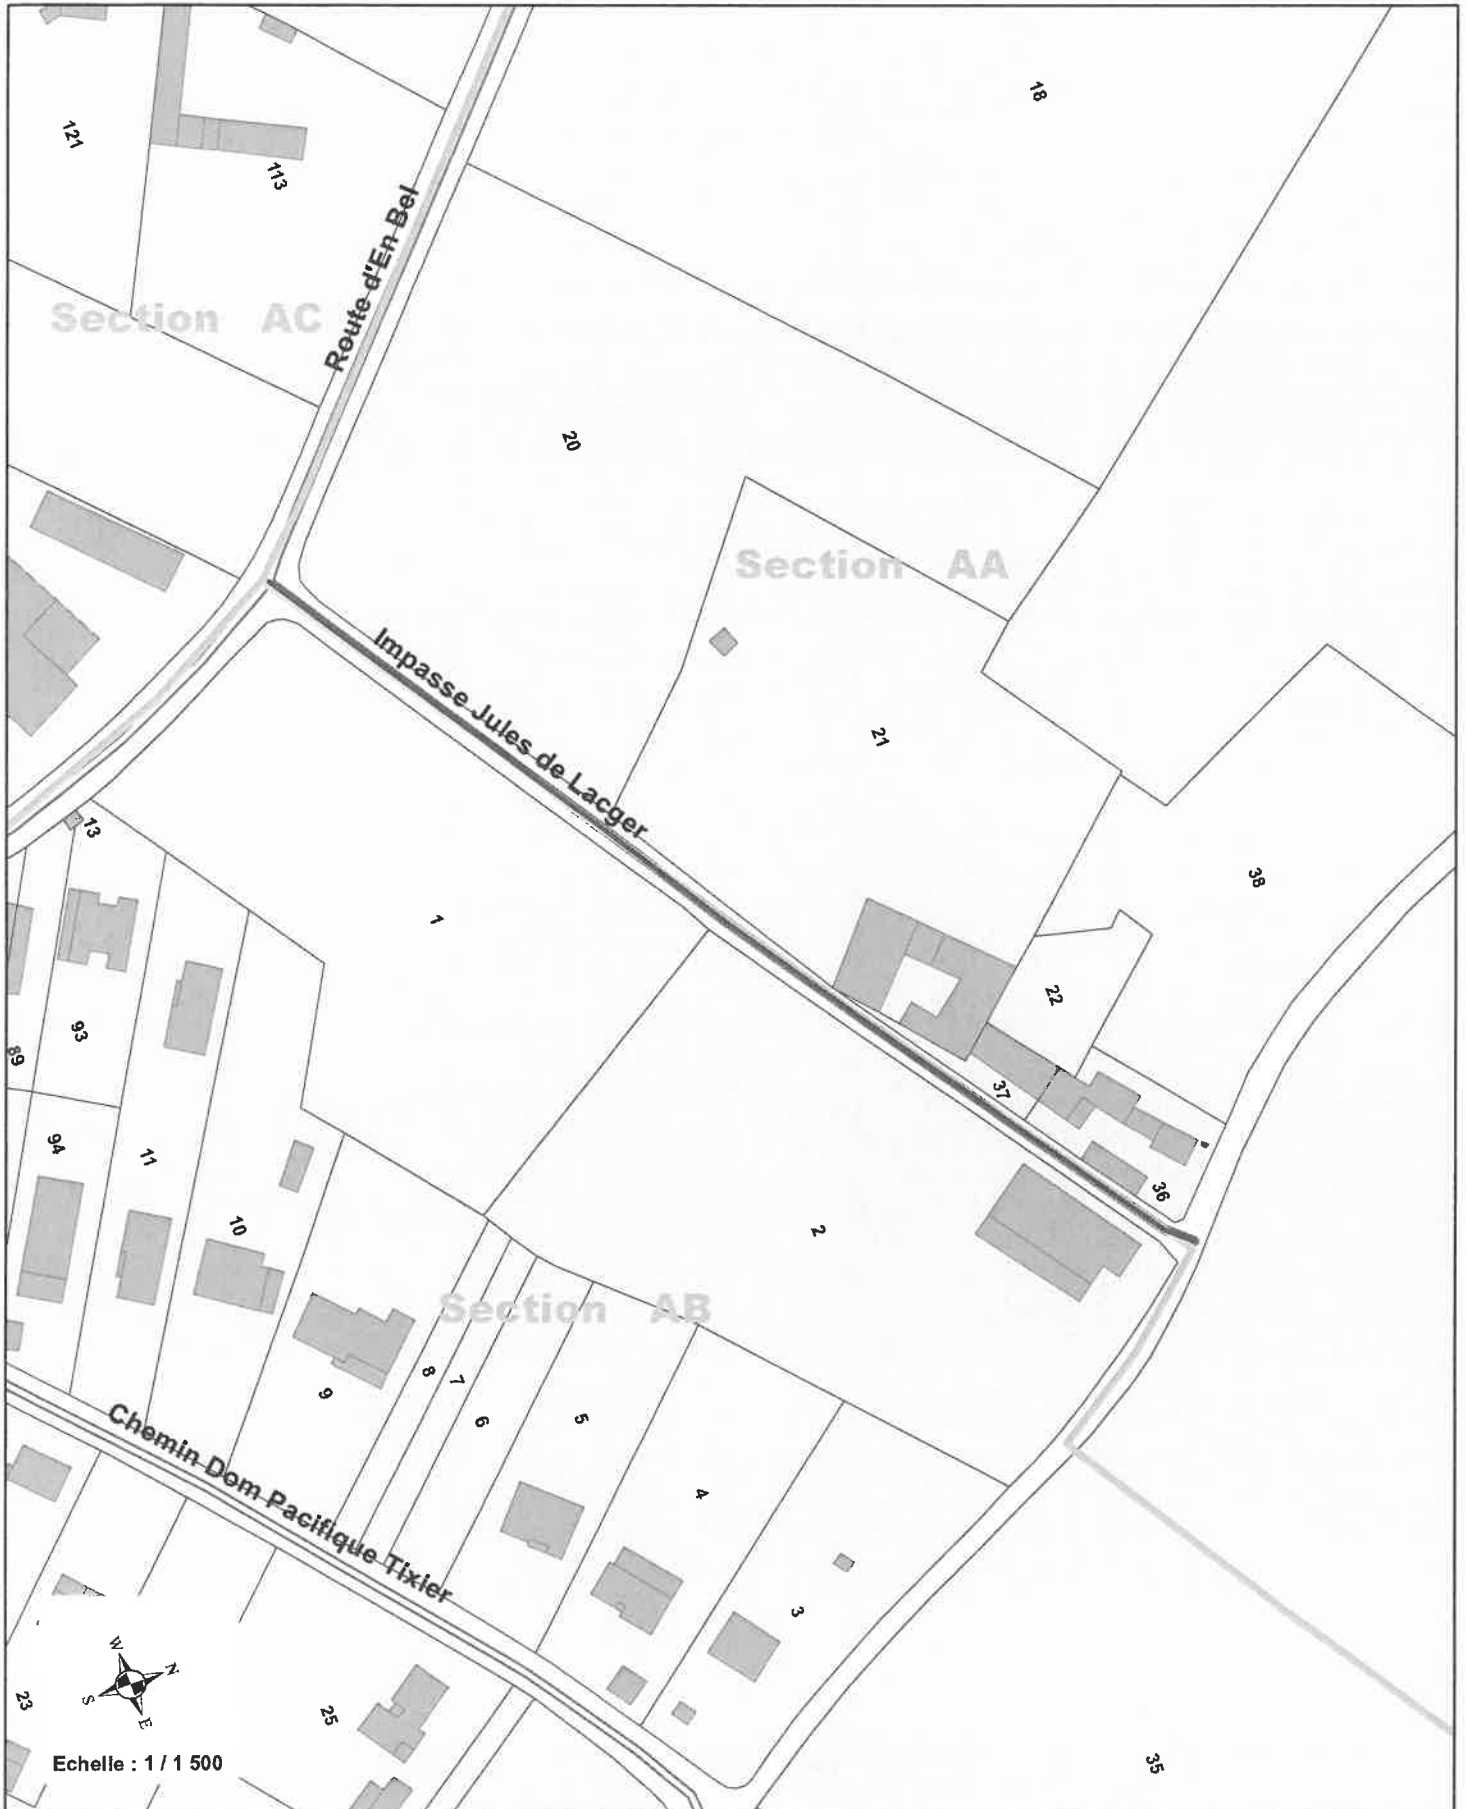 18
121
113
Route d'En Bel
Section AC
20
Section AA
Impasse Jules de Lacger
21
13
38
1
22
93
89
37
94
11
36
10
2
Section AB
8
7
9
6
5
Chemin Dom Pacifique Tixier
4
3
W
N
S
E
23
25
Echelle : 1 / 1 500
35